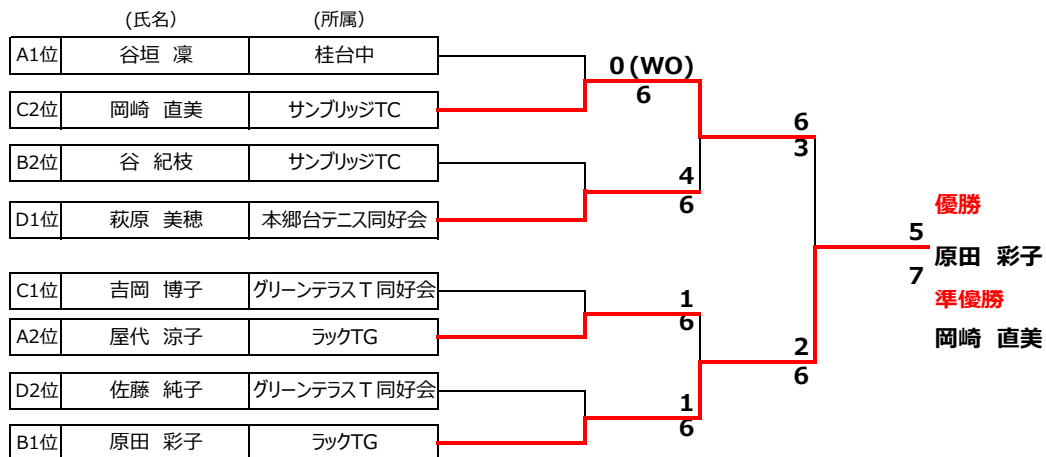 (氏名) (所属)
A1位 谷垣 凜 桂台中
0 (WO)
C2位 岡崎 直美 サンブリッジTC
6
6
B2位 谷 紀枝 サンブリッジTC
3
4
6
D1位 萩原 美穂 本郷台テニス同好会
優勝
5
原田 彩子
7
C1位 吉岡 博子 グリーンテラスT同好会
準優勝
1
6
A2位 屋代 涼子 ラックTG
岡崎 直美
2
6
D2位 佐藤 純子 グリーンテラスT同好会
1
6
B1位 原田 彩子 ラックTG